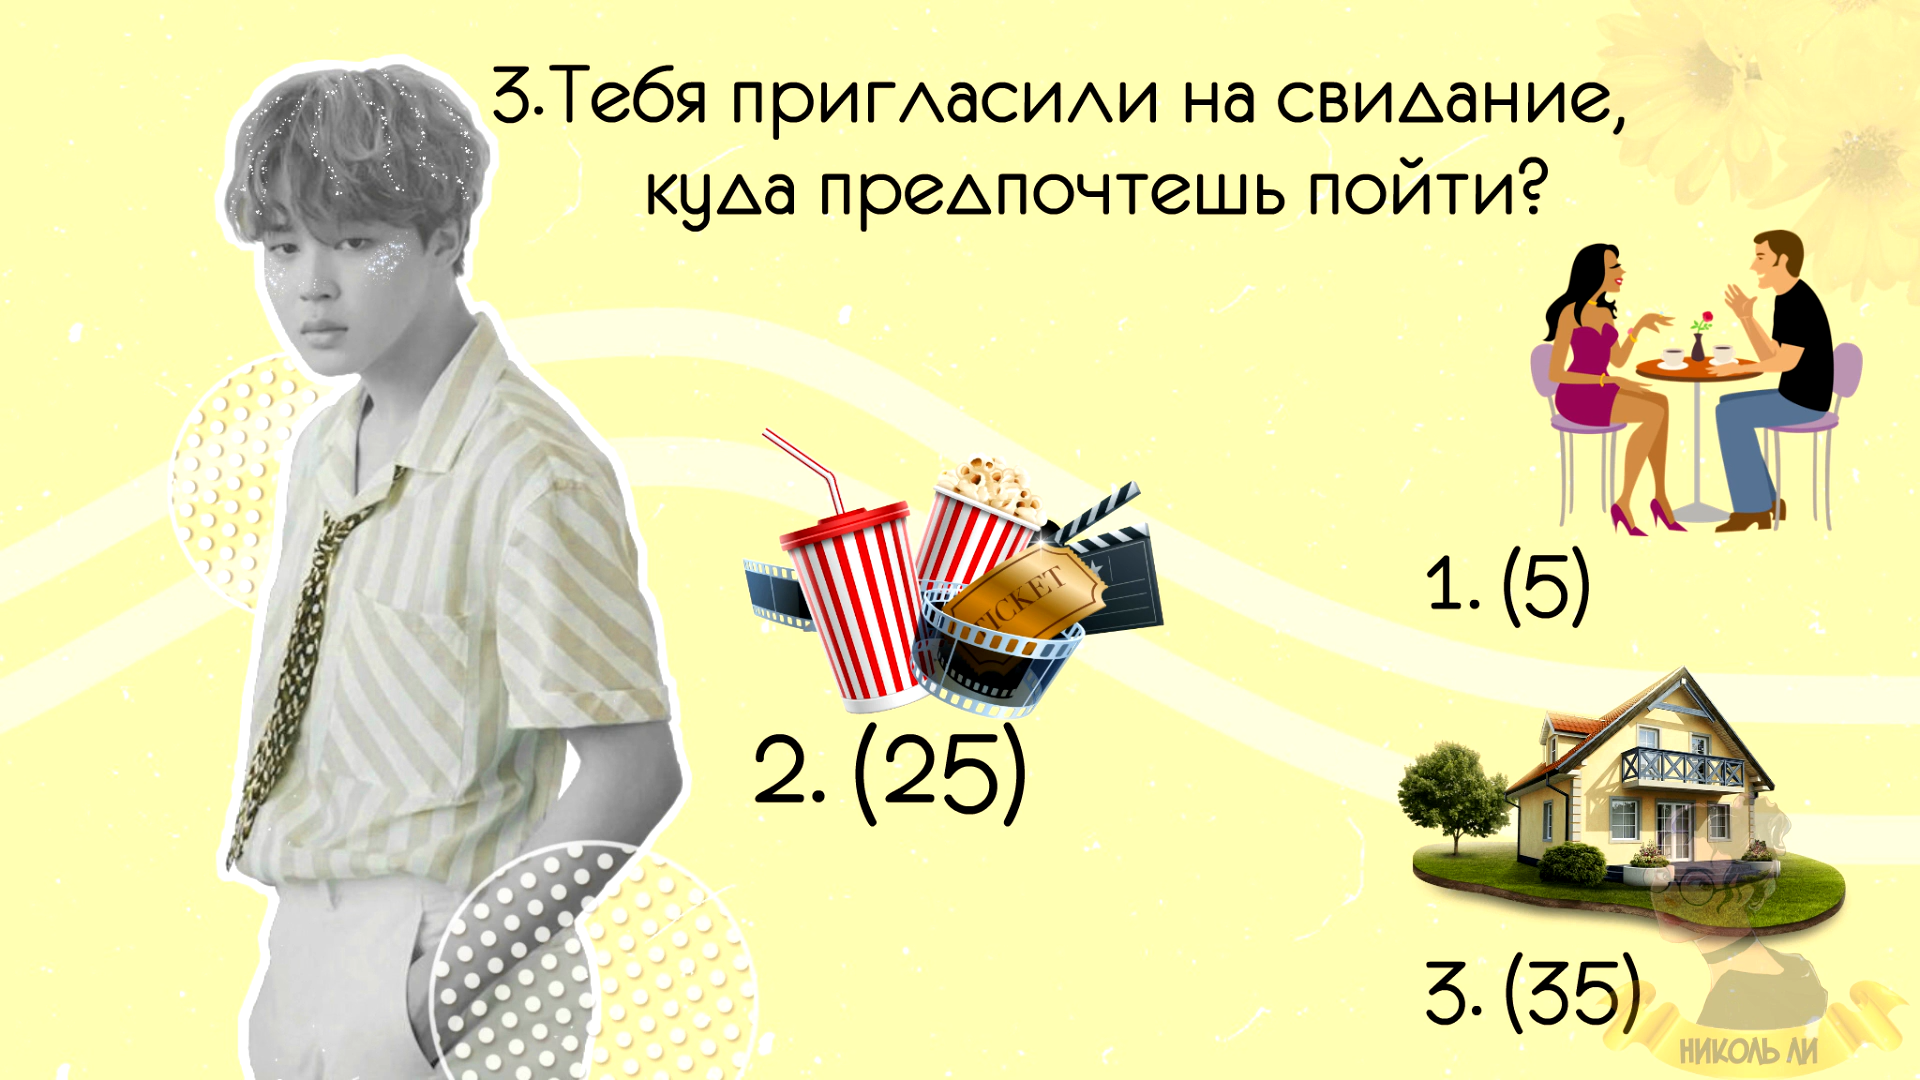 3.Тебя пригласили на свидание,
куда предпочтешь пойти?
1. (5)
TICKET
2. (25)
3. (35)
НИКОЛЬ ЛИ